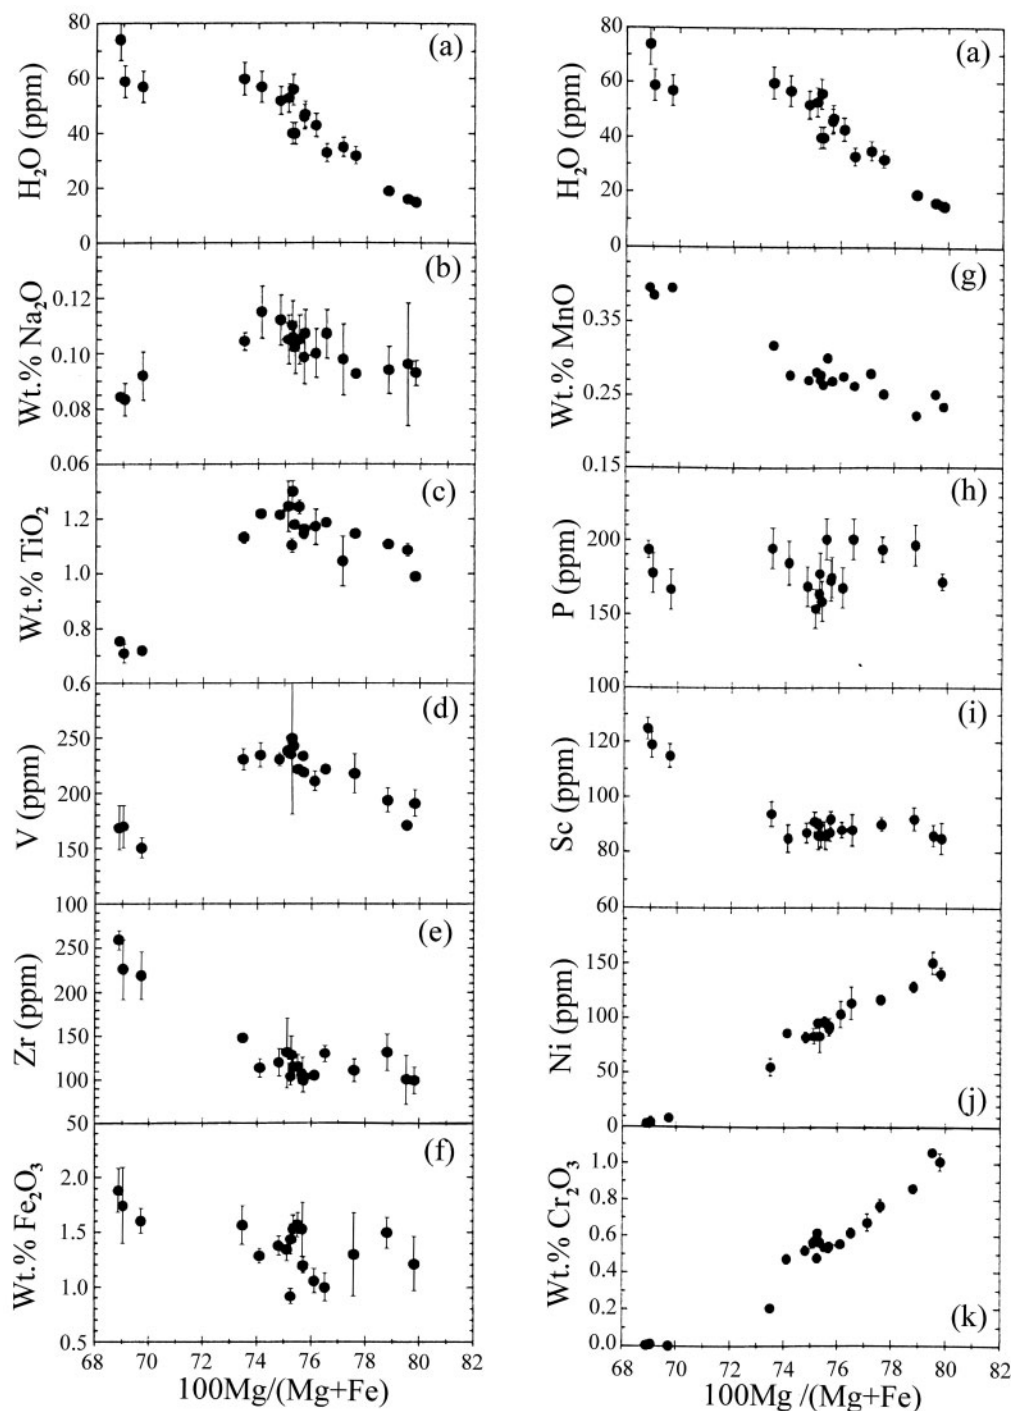 80
60
40
20
0
H₂O (ppm)
(a)
0.12
0.10
0.08
0.06
Wt.% Na₂O
(b)
1.2
1.0
0.8
0.6
Wt.% TiO₂
(c)
250
200
150
100
V (ppm)
(d)
250
200
150
100
50
Zr (ppm)
(e)
2.0
1.5
1.0
0.5
Wt.% Fe₂O₃
(f)
68 70 72 74 76 78 80 82
100Mg/(Mg+Fe)
80
60
40
20
0
H₂O (ppm)
(a)
0.35
0.25
0.15
Wt.% MnO
(g)
200
150
100
P (ppm)
(h)
120
100
80
60
Sc (ppm)
(i)
150
100
50
0
Ni (ppm)
(j)
1.0
0.8
0.6
0.4
0.2
0.0
Wt.% Cr₂O₃
(k)
68 70 72 74 76 78 80 82
100Mg /(Mg+Fe)